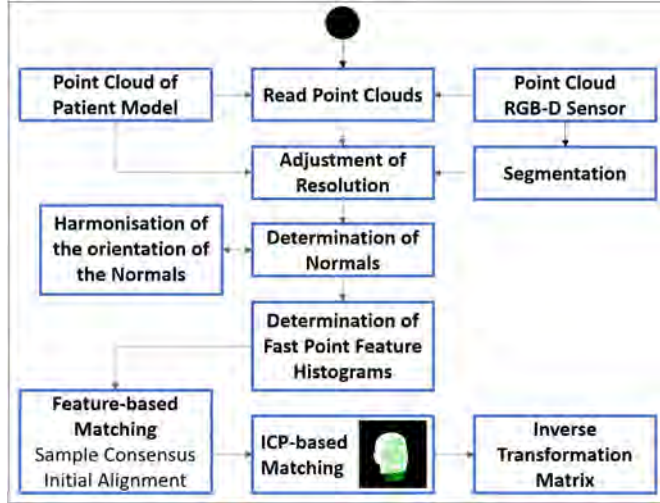 Point Cloud of
Patient Model
Read Point Clouds
Point Cloud
RGB-D Sensor
Adjustment of
Resolution
Segmentation
Harmonisation of
the orientation of
the Normals
Determination of
Normals
Determination of
Fast Point Feature
Histograms
Feature-based
Matching
Sample Consensus
Initial Alignment
ICP-based
Matching
Inverse
Transformation
Matrix